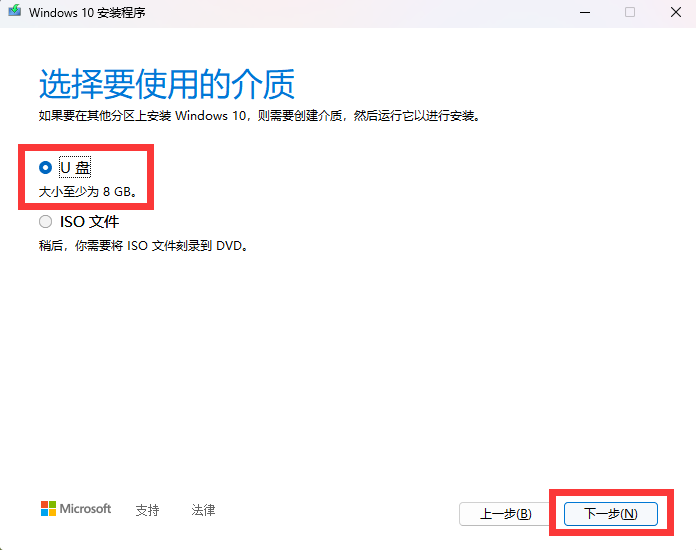 Windows 10 安装程序
选择要使用的介质
如果要在其他分区上安装 Windows 10，则需要创建介质，然后运行它以进行安装。
U 盘
大小至少为 8 GB。
ISO 文件
稍后，你需要将 ISO 文件刻录到 DVD。
Microsoft 支持 法律 上一步(B) 下一步(N)